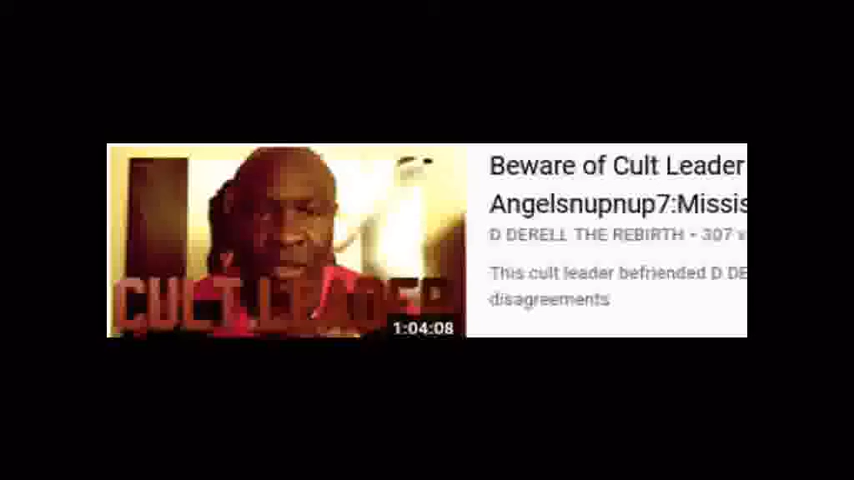 Beware of Cult Leader
Angelsnupnup7:Missis
D DERELL THE REBIRTH • 307 v
This cult leader befriended D DE
disagreements
CULT LEADER
1:04:08